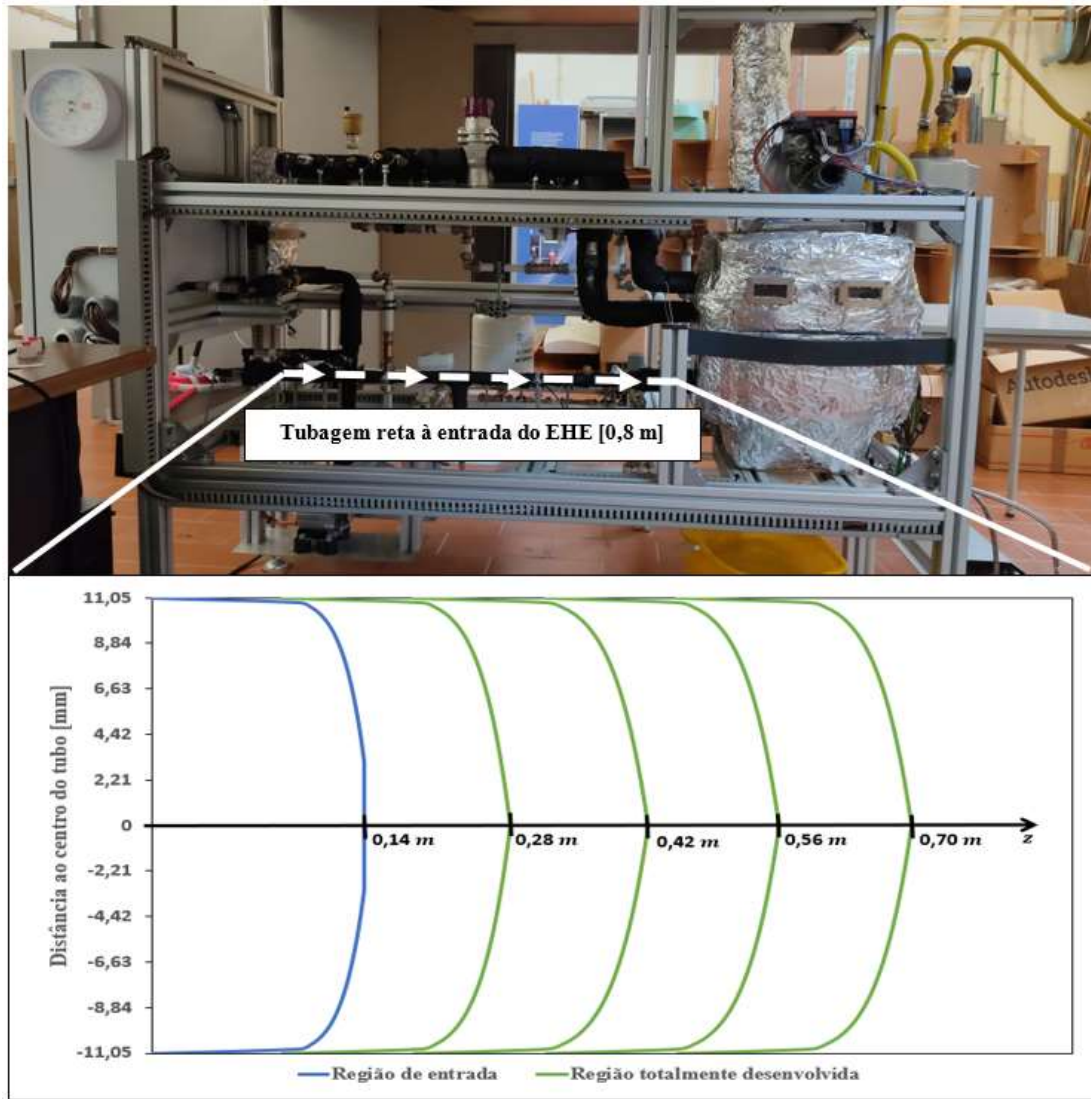 Autodesk
Tubagem reta à entrada do EHE [0,8 m]
Distância ao centro do tubo [mm]
11,05
8,84
6,63
4,42
2,21
0
-2,21
-4,42
-6,63
-8,84
-11,05
0,14 m
0,28 m
0,42 m
0,56 m
0,70 m
z
Região de entrada
Região totalmente desenvolvida